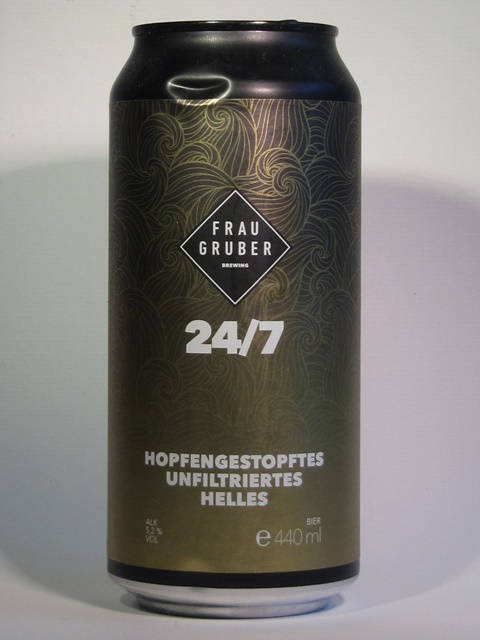 FRAU
GRUBER
BREWING
24/7
HOPFENGESTOPFTES
UNFILTRIERTES
HELLES
ALK
5,2 %
VOL
BIER
e 440 ml